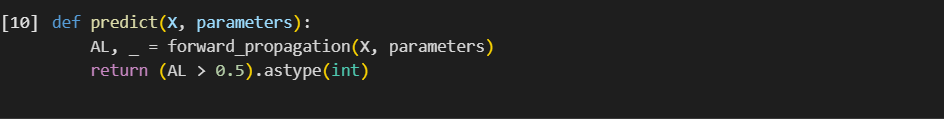 [10] def predict(X, parameters):
    AL, _ = forward_propagation(X, parameters)
    return (AL > 0.5).astype(int)